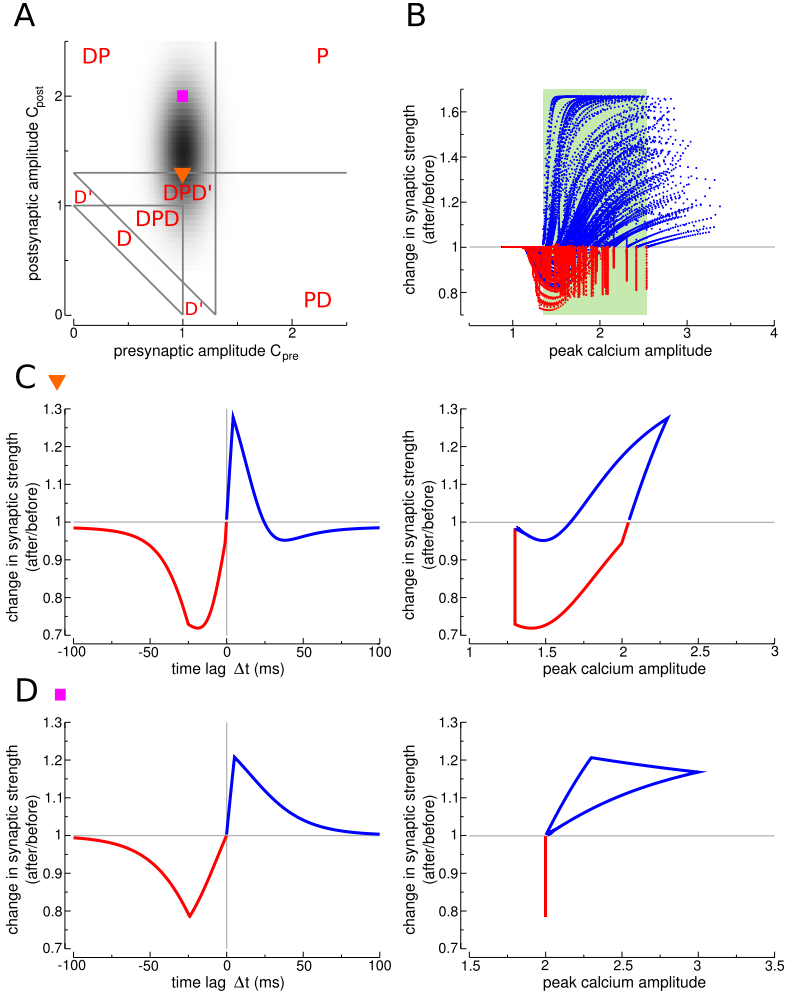 A
DP
P
2
1
0
D'
DPD'
DPD
D
D'
PD
0
1
2
postsynaptic amplitude Cpost
presynaptic amplitude Cpre
B
1.6
1.4
1.2
1
0.8
1
2
3
4
change in synaptic strength
(after/before)
peak calcium amplitude
C
1.3
1.2
1.1
1
0.9
0.8
0.7
-100
-50
0
50
100
change in synaptic strength
(after/before)
time lag Δt (ms)
1.3
1.2
1.1
1
0.9
0.8
0.7
1
1.5
2
2.5
3
change in synaptic strength
(after/before)
peak calcium amplitude
D
1.3
1.2
1.1
1
0.9
0.8
0.7
-100
-50
0
50
100
change in synaptic strength
(after/before)
time lag Δt (ms)
1.3
1.2
1.1
1
0.9
0.8
0.7
1.5
2
2.5
3
3.5
change in synaptic strength
(after/before)
peak calcium amplitude